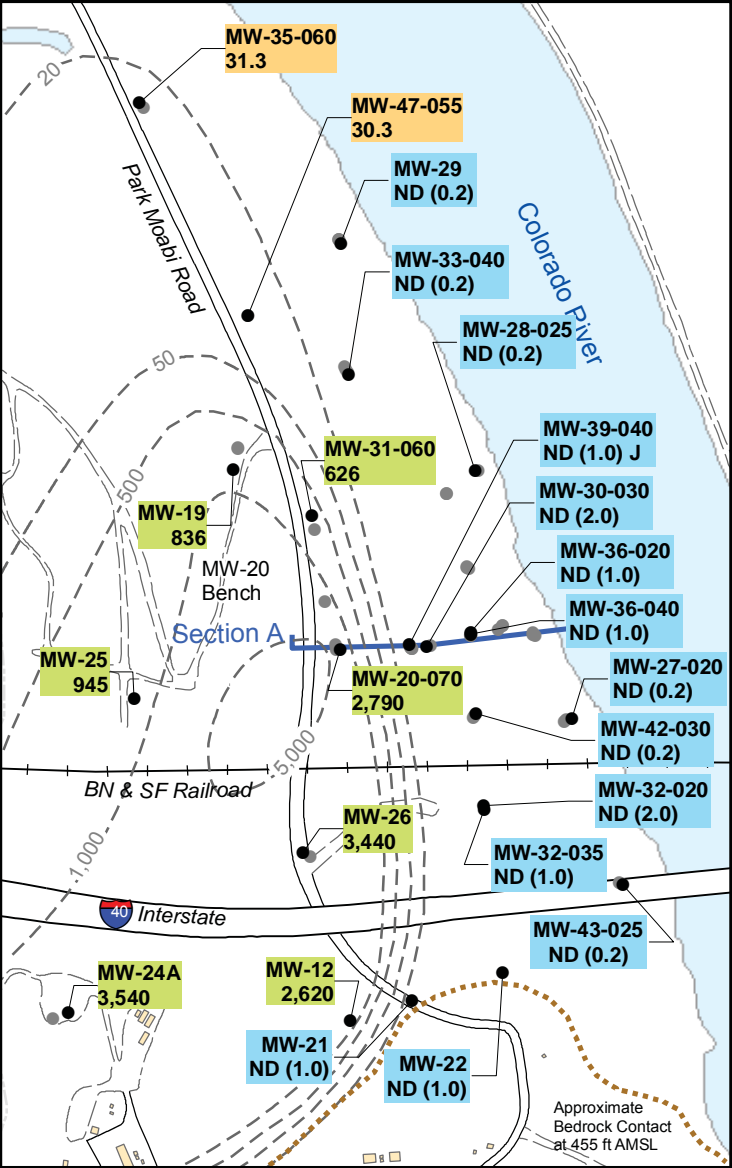 MW-35-060
31.3
20
MW-47-055
30.3
MW-29
ND (0.2)
Park Moabi Road
Colorado River
MW-33-040
ND (0.2)
MW-28-025
ND (0.2)
50
MW-39-040
ND (1.0) J
MW-31-060
626
500
MW-30-030
ND (2.0)
MW-19
836
MW-36-020
ND (1.0)
MW-20
Bench
MW-36-040
ND (1.0)
Section A
MW-25
945
MW-20-070
2,790
MW-27-020
ND (0.2)
MW-42-030
ND (0.2)
5,000
BN & SF Railroad
MW-32-020
ND (2.0)
MW-26
3,440
1,000
MW-32-035
ND (1.0)
40
Interstate
MW-43-025
ND (0.2)
MW-24A
3,540
MW-12
2,620
MW-21
ND (1.0)
MW-22
ND (1.0)
Approximate
Bedrock Contact
at 455 ft AMSL